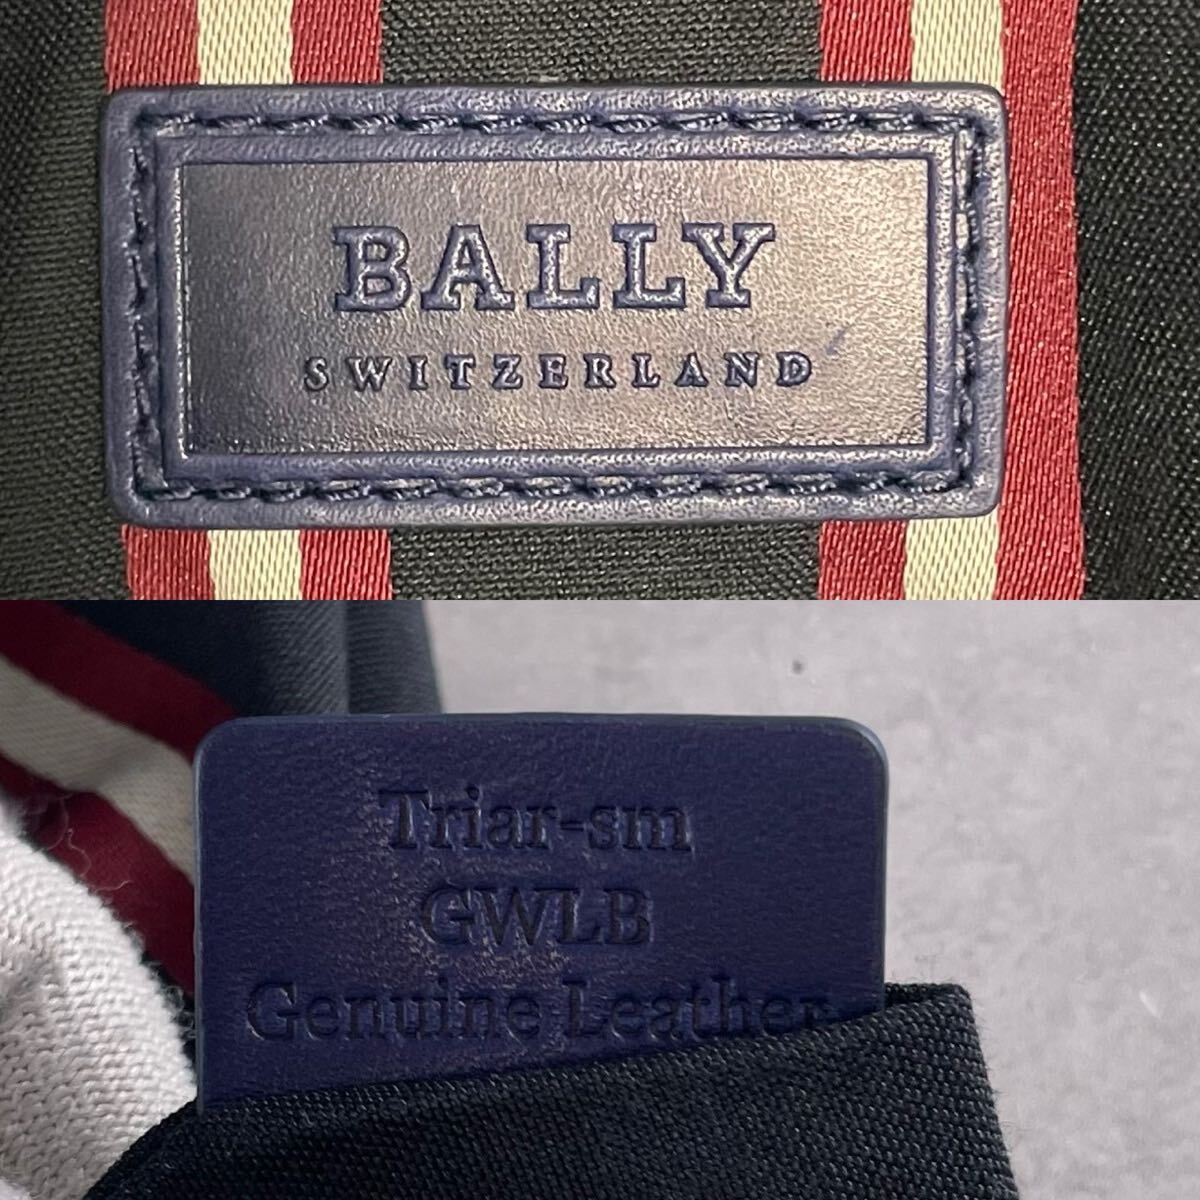 BALLY
SWITZERLAND
Triar-sm
GWLB
Genuine Leather